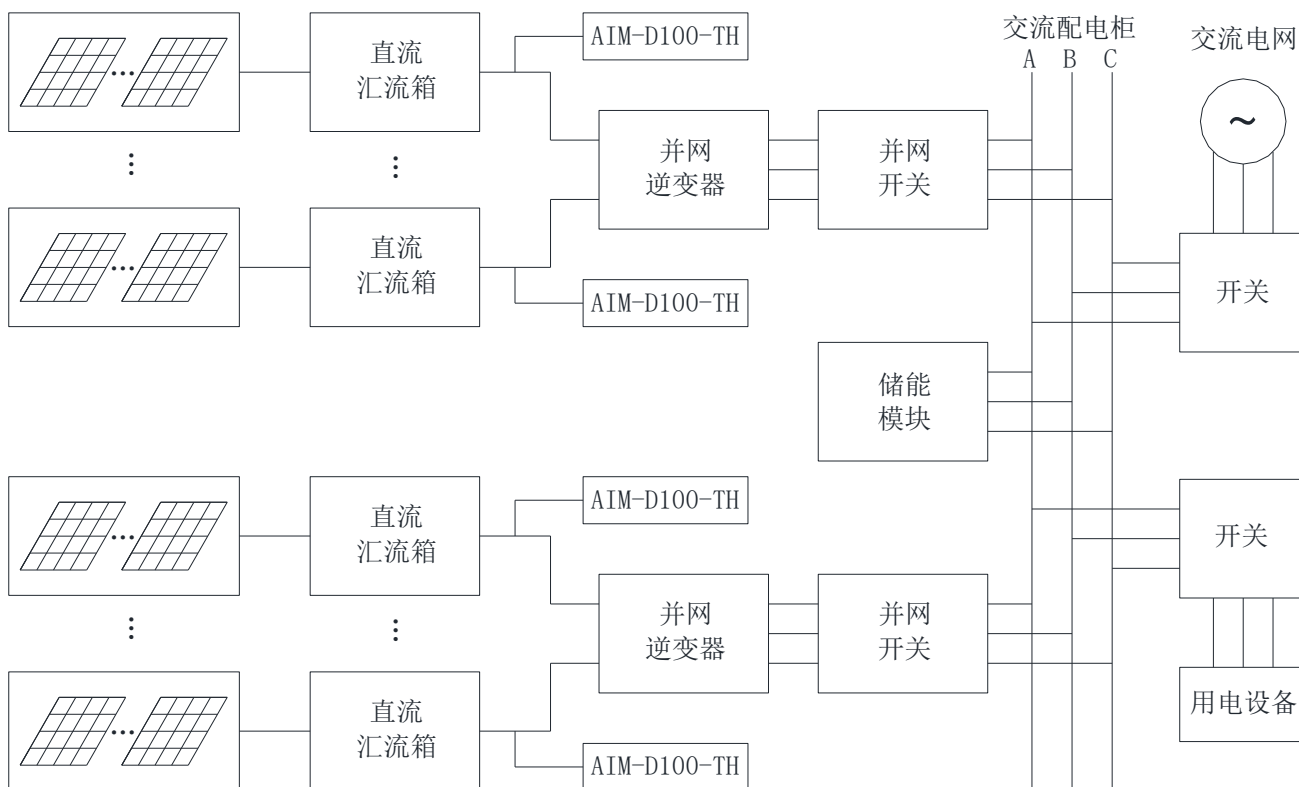 直流
汇流箱
AIM-D100-TH
交流配电柜
A B C
交流电网
~
并网
逆变器
并网
开关
直流
汇流箱
AIM-D100-TH
开关
储能
模块
直流
汇流箱
AIM-D100-TH
开关
并网
逆变器
并网
开关
直流
汇流箱
AIM-D100-TH
用电设备